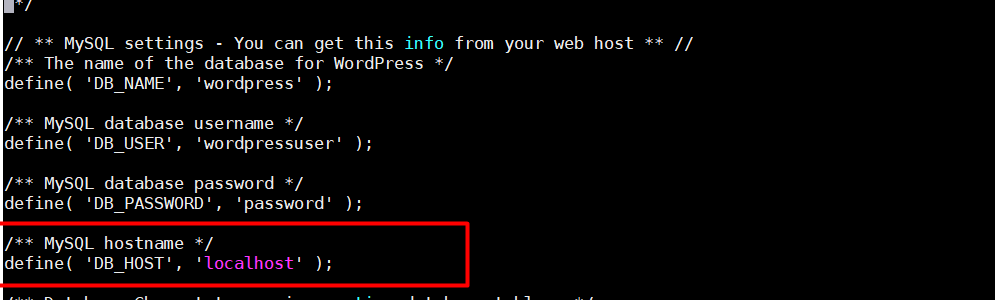 */
// ** MySQL settings - You can get this info from your web host ** //
/** The name of the database for WordPress */
define( 'DB_NAME', 'wordpress' );
/** MySQL database username */
define( 'DB_USER', 'wordpressuser' );
/** MySQL database password */
define( 'DB_PASSWORD', 'password' );
/** MySQL hostname */
define( 'DB_HOST', 'localhost' );